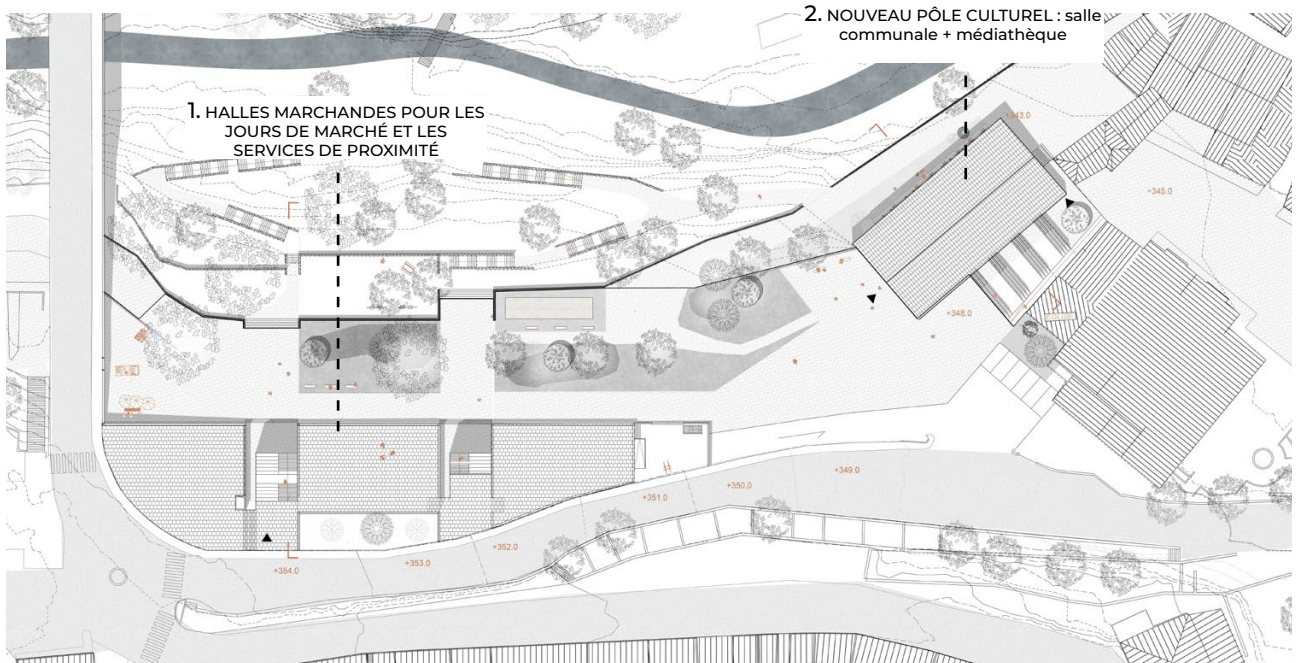 2. NOUVEAU PÔLE CULTUREL : salle
communale + médiathèque
1. HALLES MARCHANDES POUR LES
JOURS DE MARCHÉ ET LES
SERVICES DE PROXIMITÉ
+343.0
+345.0
+348.0
+349.0
+350.0
+351.0
+352.0
+353.0
+354.0